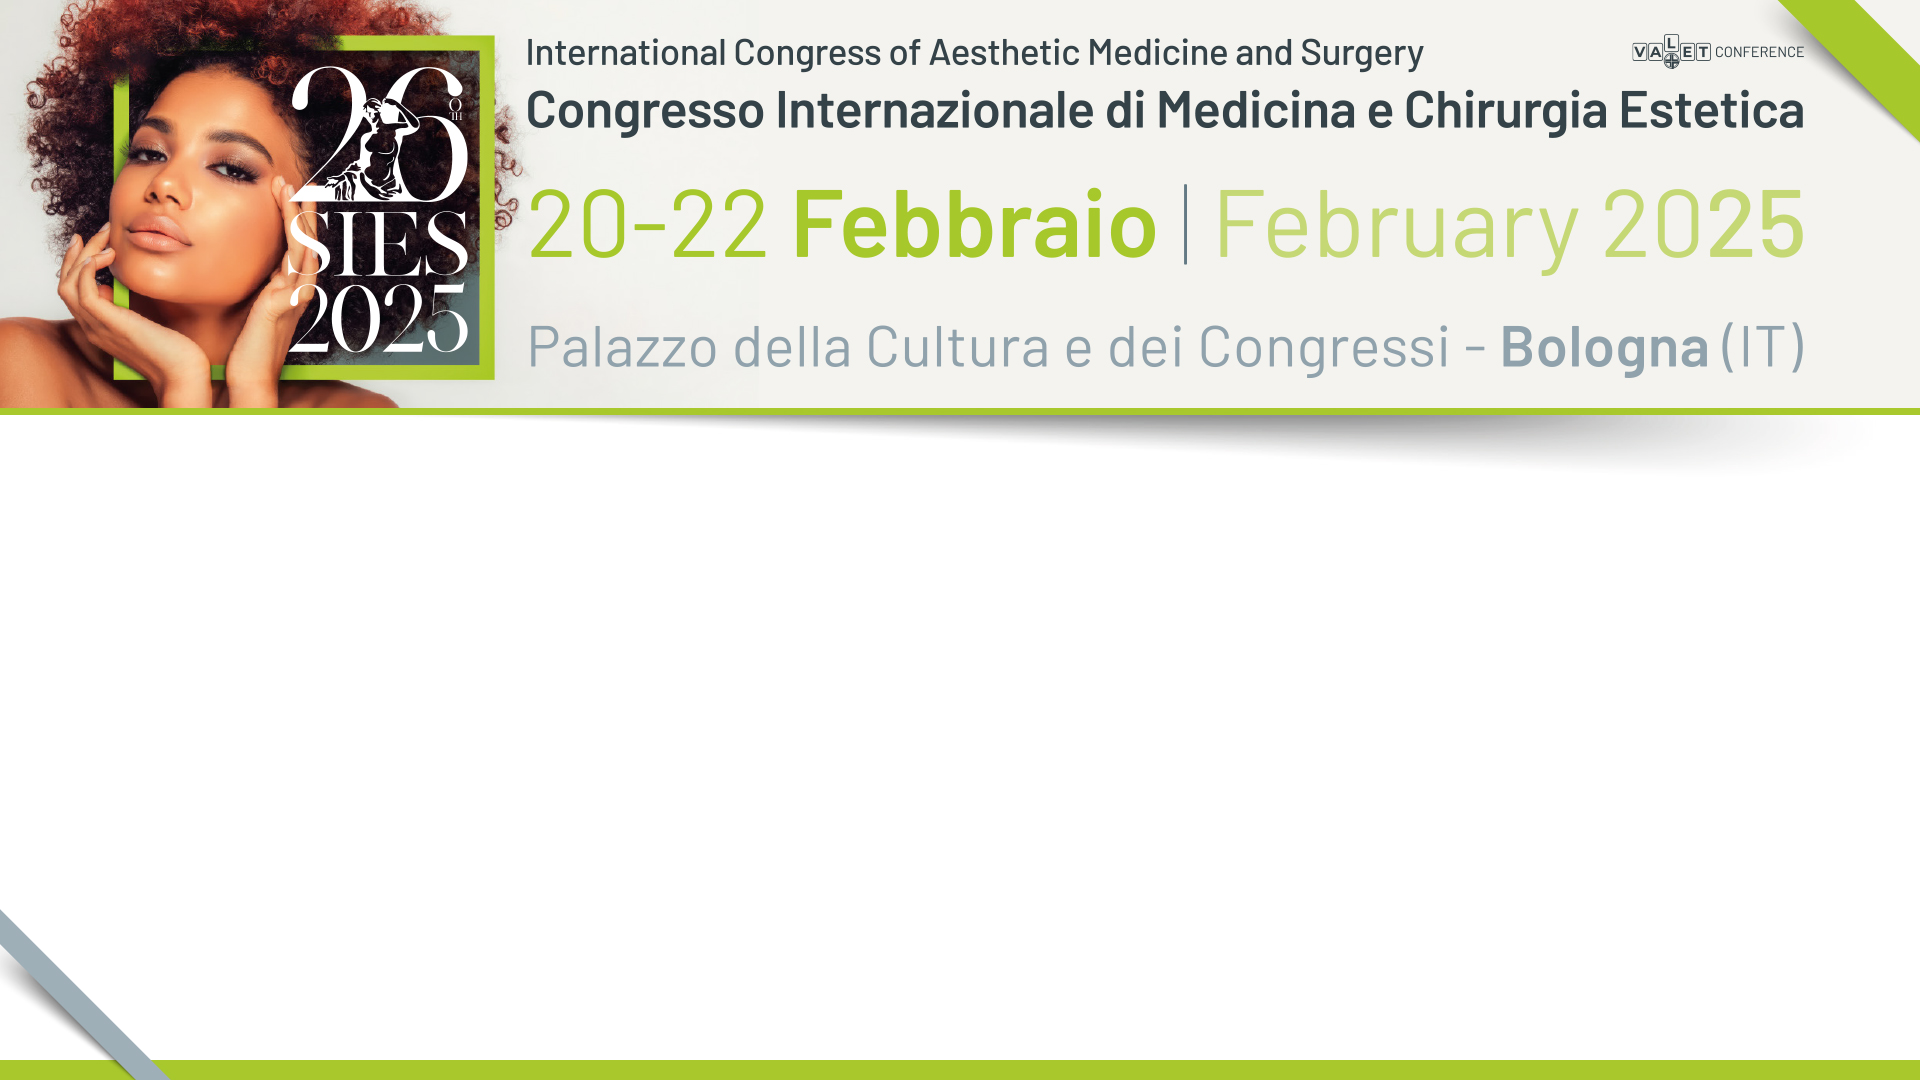 26
O
TH
SIES
2025
International Congress of Aesthetic Medicine and Surgery
VALET CONFERENCE
Congresso Internazionale di Medicina e Chirurgia Estetica
20-22 Febbraio | February 2025
Palazzo della Cultura e dei Congressi - Bologna (IT)